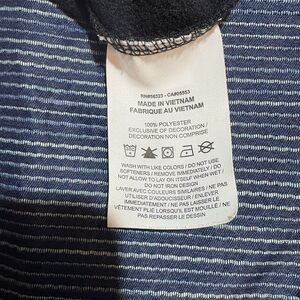 RN#56323 - CA#05553
MADE IN VIETNAM
FABRIQUE AU VIETNAM
100% POLYESTER
EXCLUSIVE OF DECORATION /
DECORATION NON COMPRISE
WASH WITH LIKE COLORS / DO NOT USE
SOFTENERS / REMOVE IMMEDIATELY / DO
NOT ALLOW TO LAY ON ITSELF WHEN WET /
DO NOT IRON DESIGN
LAVER AVEC COULEURS SIMILAIRES / NE PAS
UTILISER D'ADOUCISSEUR / ENLEVER
IMMÉDIATEMENT / NE PAS LAISSER LE
VÊTEMENT PLIÉ LORSQU'IL EST MOUILLÉ / NE
PAS REPASSER LE DESSIN